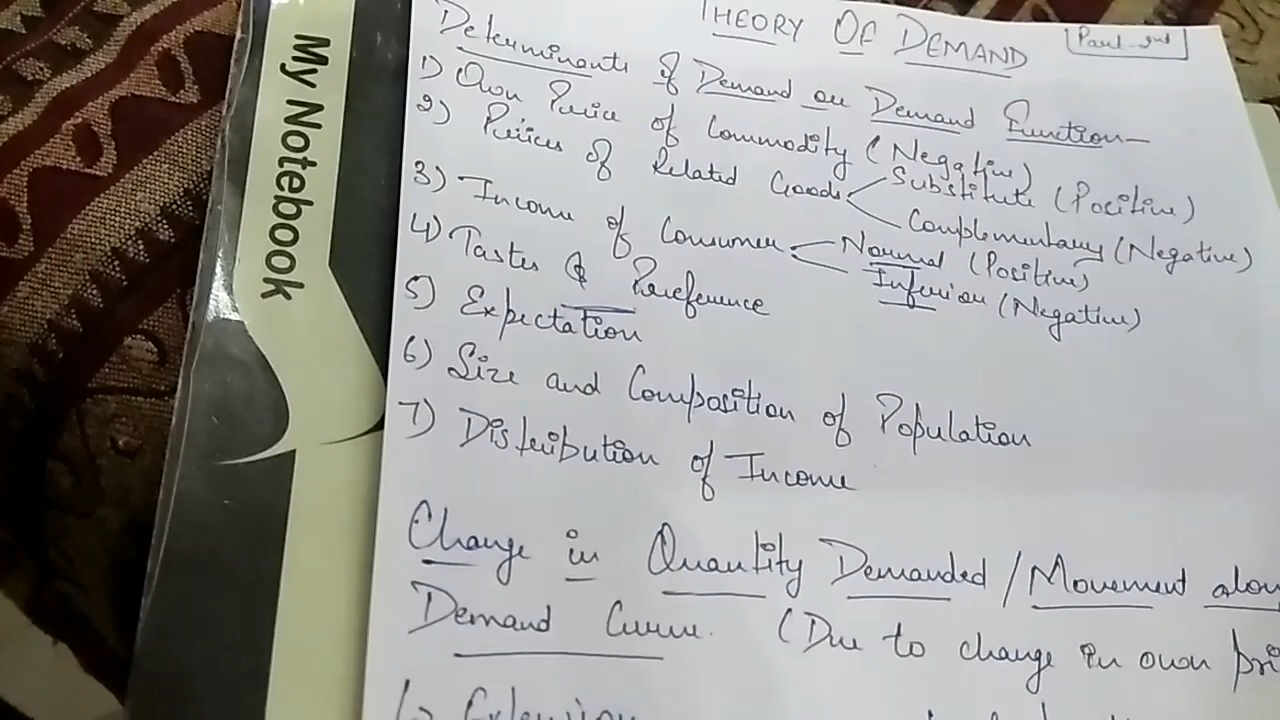 My Notebook
THEORY OF DEMAND
Determinants of Demand or Demand Function-
1) Own Price of Commodity (Negative)
2) Prices of Related Goods
Substitute (Positive)
Complementary (Negative)
3) Income of Consumer
Normal (Positive)
Inferior (Negative)
4) Tastes & Preference
5) Expectation
6) Size and Composition of Population
7) Distribution of Income
Change in Quantity Demanded / Movement alon
Demand Curve. (Due to change in own pri
Extension